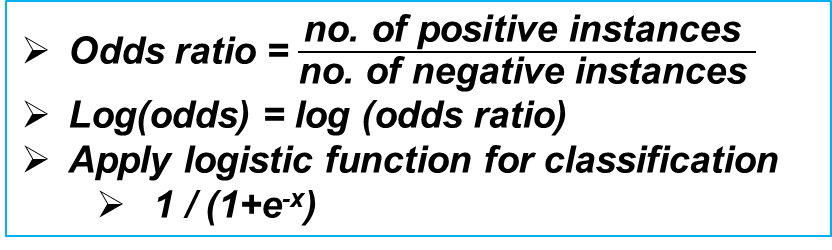 ➢ Odds ratio = no. of positive instances
no. of negative instances
➢ Log(odds) = log (odds ratio)
➢ Apply logistic function for classification
➢ 1 / (1+e⁻ˣ)